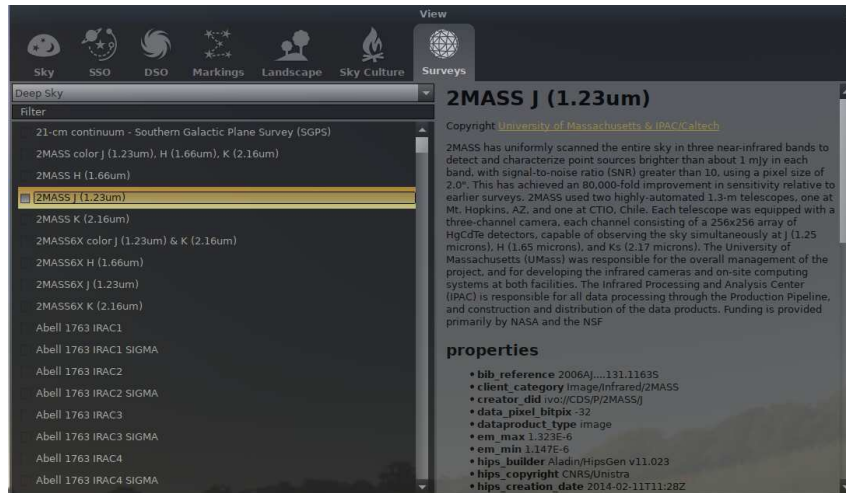 View
Sky SSO DSO Markings Landscape Sky Culture Surveys
Deep Sky
Filter
21-cm continuum - Southern Galactic Plane Survey (SGPS)
2MASS color J (1.23um), H (1.66um), K (2.16um)
2MASS H (1.66um)
2MASS J (1.23um)
2MASS K (2.16um)
2MASS6X color J (1.23um) & K (2.16um)
2MASS6X H (1.66um)
2MASS6X J (1.23um)
2MASS6X K (2.16um)
Abell 1763 IRAC1
Abell 1763 IRAC1 SIGMA
Abell 1763 IRAC2
Abell 1763 IRAC2 SIGMA
Abell 1763 IRAC3
Abell 1763 IRAC3 SIGMA
Abell 1763 IRAC4
Abell 1763 IRAC4 SIGMA
2MASS J (1.23um)
Copyright University of Massachusetts & IPAC/Caltech
2MASS has uniformly scanned the entire sky in three near-infrared bands to
detect and characterize point sources brighter than about 1 mJy in each
band, with signal-to-noise ratio (SNR) greater than 10, using a pixel size of
2.0". This has achieved an 80,000-fold improvement in sensitivity relative to
earlier surveys. 2MASS used two highly-automated 1.3-m telescopes, one at
Mt. Hopkins, AZ, and one at CTIO, Chile. Each telescope was equipped with a
three-channel camera, each channel consisting of a 256x256 array of
HgCdTe detectors, capable of observing the sky simultaneously at J (1.25
microns), H (1.65 microns), and Ks (2.17 microns). The University of
Massachusetts (UMass) was responsible for the overall management of the
project, and for developing the infrared cameras and on-site computing
systems at both facilities. The Infrared Processing and Analysis Center
(IPAC) is responsible for all data processing through the Production Pipeline,
and construction and distribution of the data products. Funding is provided
primarily by NASA and the NSF
properties
• bib_reference 2006AJ....131.1163S
• client_category Image/Infrared/2MASS
• creator_did ivo://CDS/P/2MASS/J
• data_pixel_bitpix -32
• dataproduct_type image
• em_max 1.323E-6
• em_min 1.147E-6
• hips_builder Aladin/HipsGen v11.023
• hips_copyright CNRS/Unistra
• hips_creation_date 2014-02-11T11:28Z